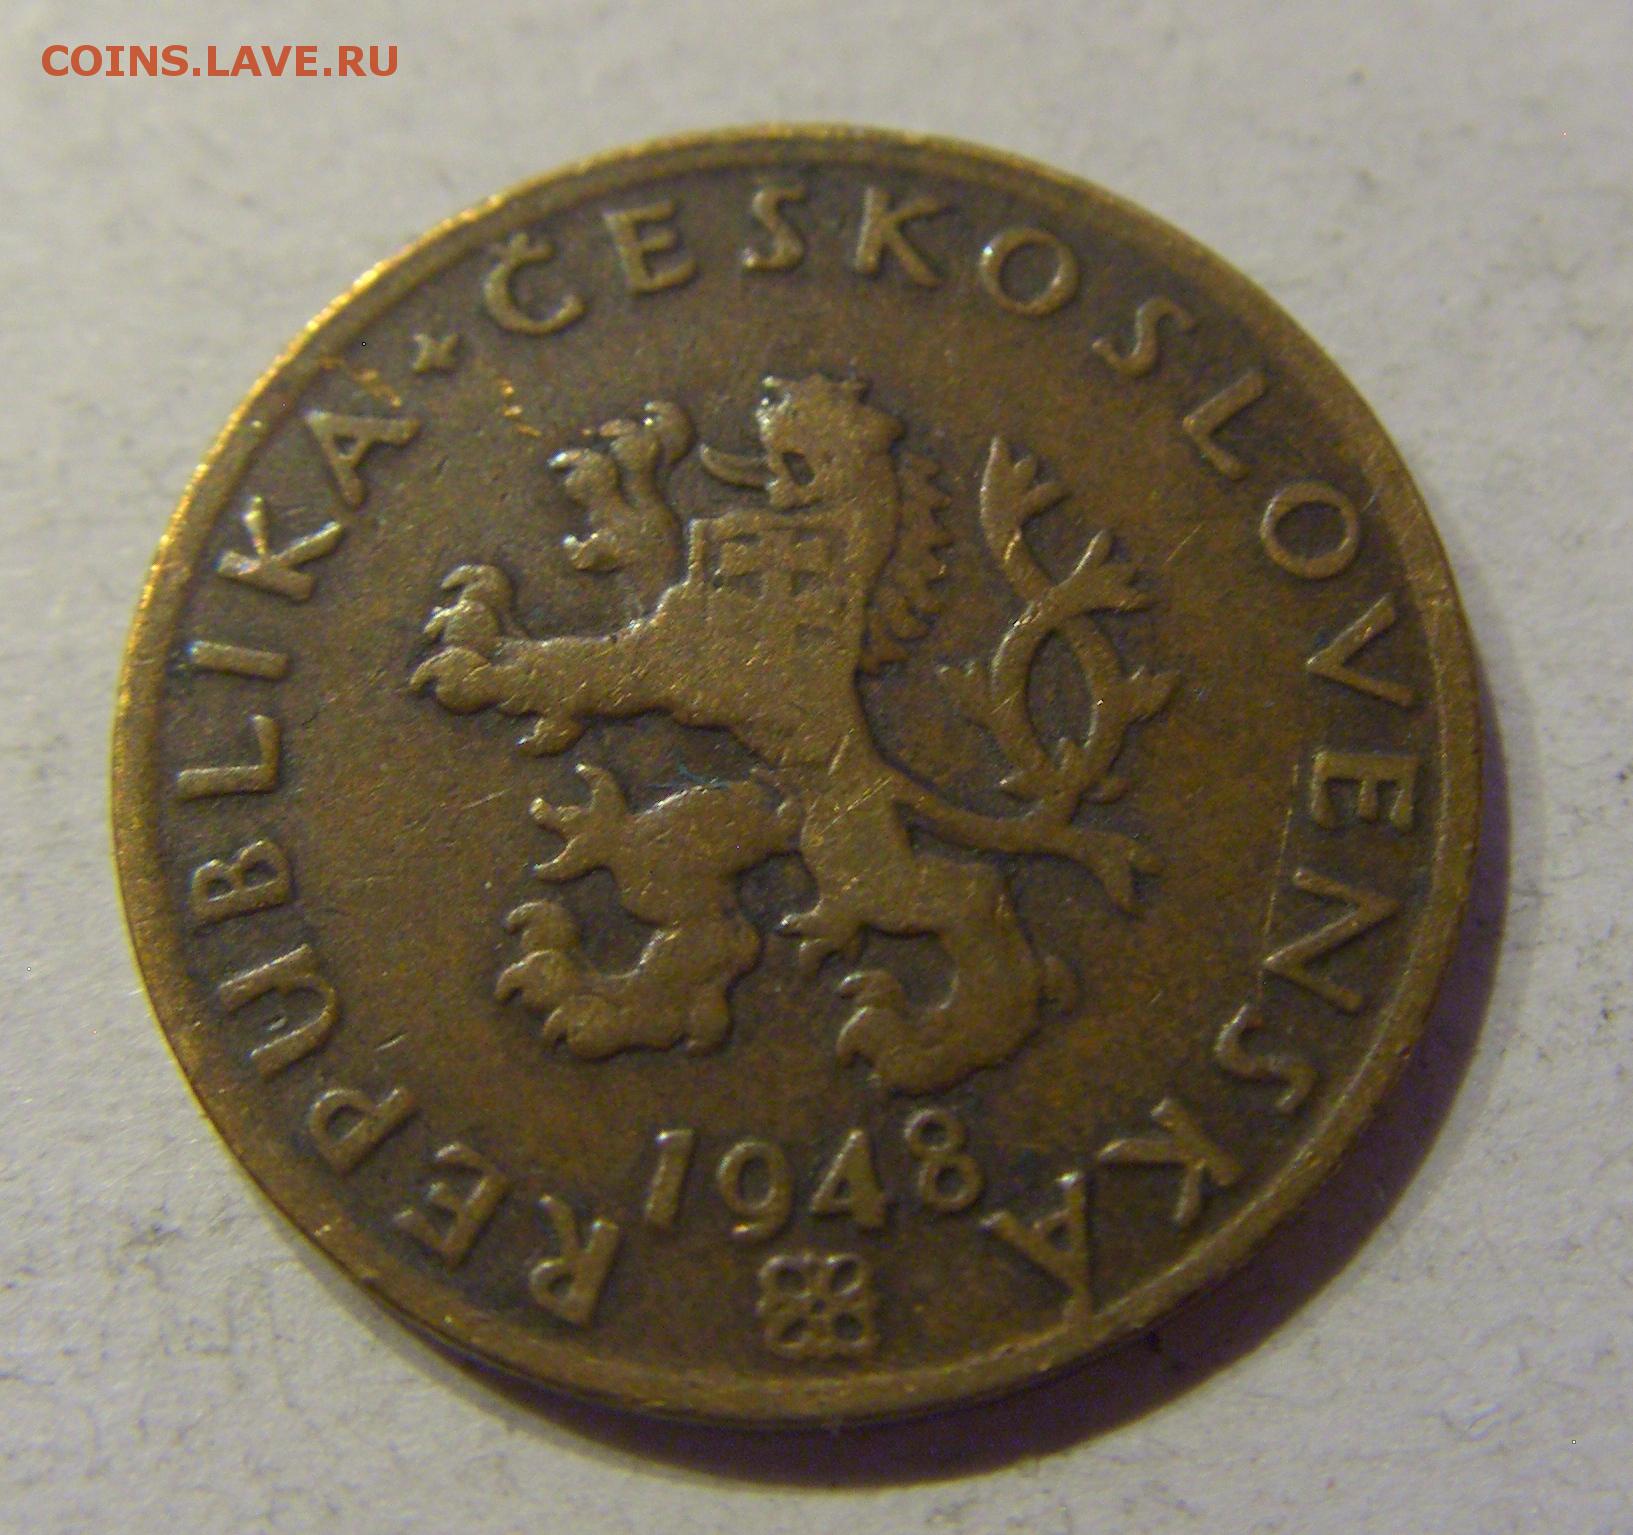 COINS.LAVE.RU
REPUBLIKA ★ ČESKOSLOVENSKÁ
1948